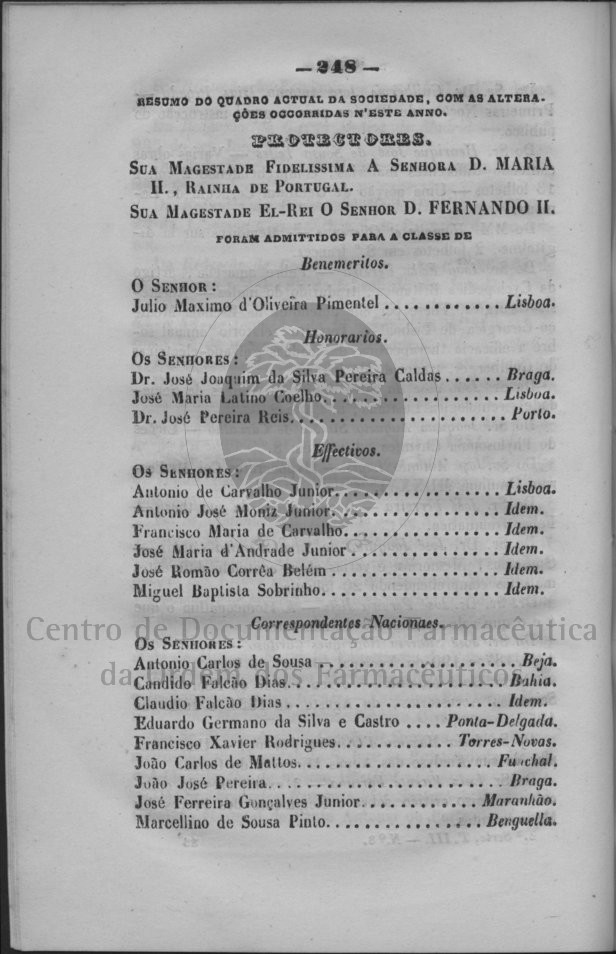 — 248 —
RESUMO DO QUADRO ACTUAL DA SOCIEDADE, COM AS ALTERA-
ÇÕES OCCORRIDAS N'ESTE ANNO.
PROTECTORES.
SUA MAGESTADE FIDELISSIMA A SENHORA D. MARIA
II., RAINHA DE PORTUGAL.
SUA MAGESTADE EL-REI O SENHOR D. FERNANDO II.
FORAM ADMITTIDOS PARA A CLASSE DE
Benemeritos.
O SENHOR:
Julio Maximo d'Oliveira Pimentel ............ Lisboa.
Honorarios.
OS SENHORES:
Dr. José Joaquim da Silva Pereira Caldas ...... Braga.
José Maria Latino Coelho.................. Lisboa.
Dr. José Pereira Reis........................ Porto.
Effectivos.
OS SENHORES:
Antonio de Carvalho Junior................. Lisboa.
Antonio José Moniz Junior................. Idem.
Francisco Maria de Carvalho................ Idem.
José Maria d'Andrade Junior ............... Idem.
José Romão Corrêa Belém ................. Idem.
Miguel Baptista Sobrinho.................. Idem.
Correspondentes Nacionaes.
Centro de Documentação Farmacêutica
OS SENHORES:
Antonio Carlos de Sousa .................... Beja.
da Ordem dos Farmacêuticos
Candido Falcão Dias...................... Bahia.
Claudio Falcão Dias ...................... Idem.
Eduardo Germano da Silva e Castro .... Ponta-Delgada.
Francisco Xavier Rodrigues............ Torres-Novas.
João Carlos de Mattos.................... Funchal.
João José Pereira........................ Braga.
José Ferreira Gonçalves Junior............ Maranhão.
Marcellino de Sousa Pinto................ Benguella.